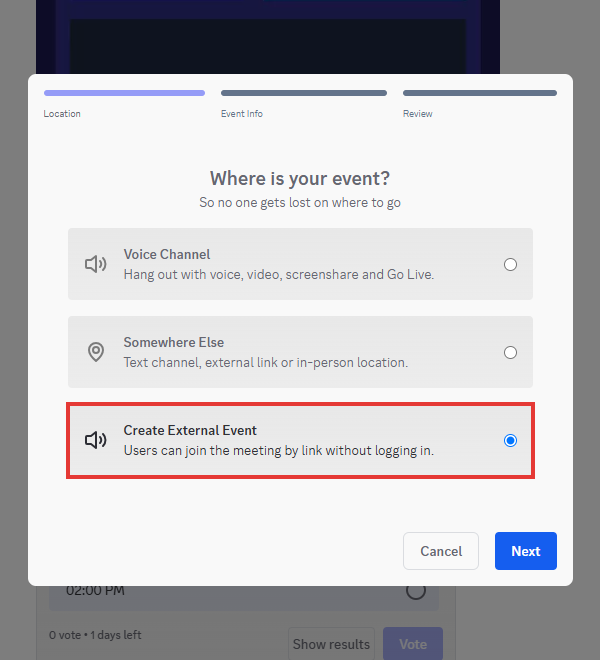 Location
Event Info
Review
Where is your event?
So no one gets lost on where to go
Voice Channel
Hang out with voice, video, screenshare and Go Live.
Somewhere Else
Text channel, external link or in-person location.
Create External Event
Users can join the meeting by link without logging in.
Cancel
Next
02:00 PM
0 vote • 1 days left
Show results
Vote